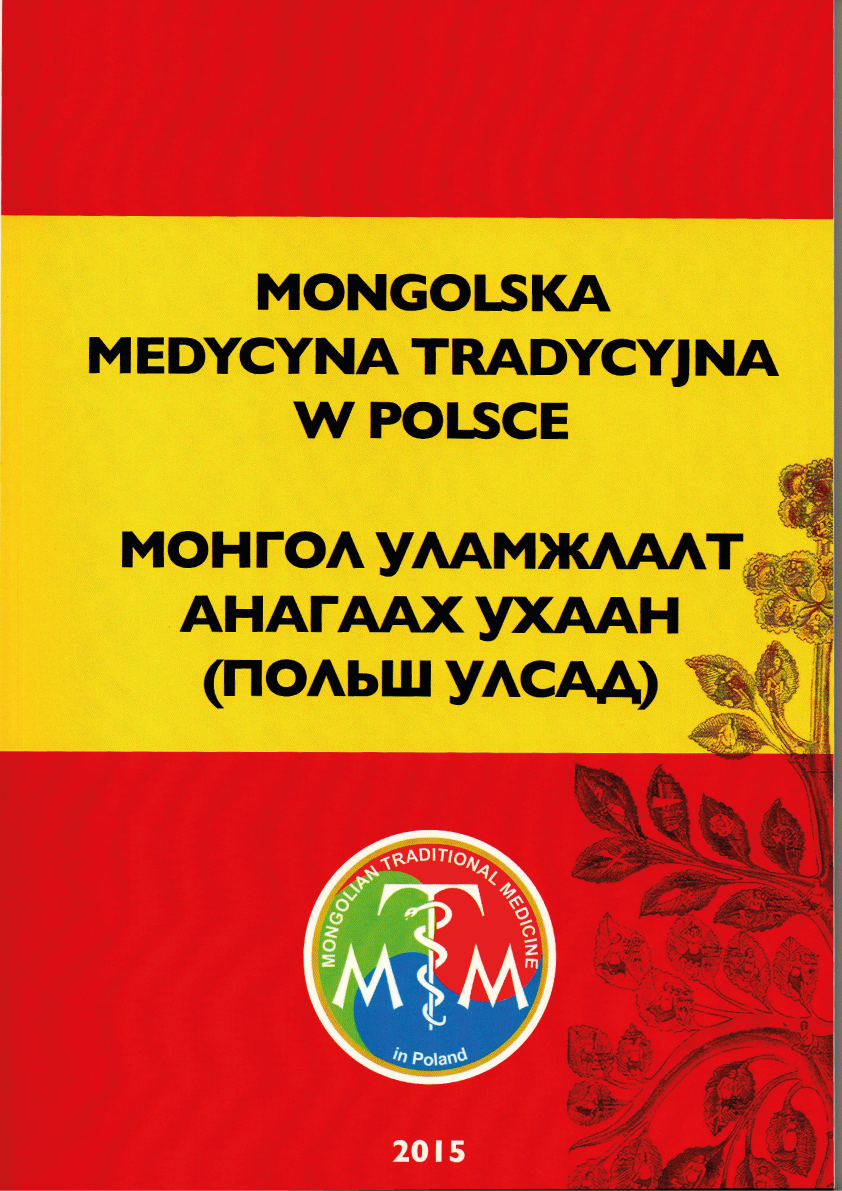 MONGOLSKA
MEDYCYNA TRADYCYJNA
W POLSCE
МОНГОЛ УЛАМЖЛАЛТ
АНАГААХ УХААН
(ПОЛЬШ УЛСАД)
MONGOLIAN TRADITIONAL MEDICINE
MTM
in Poland
2015